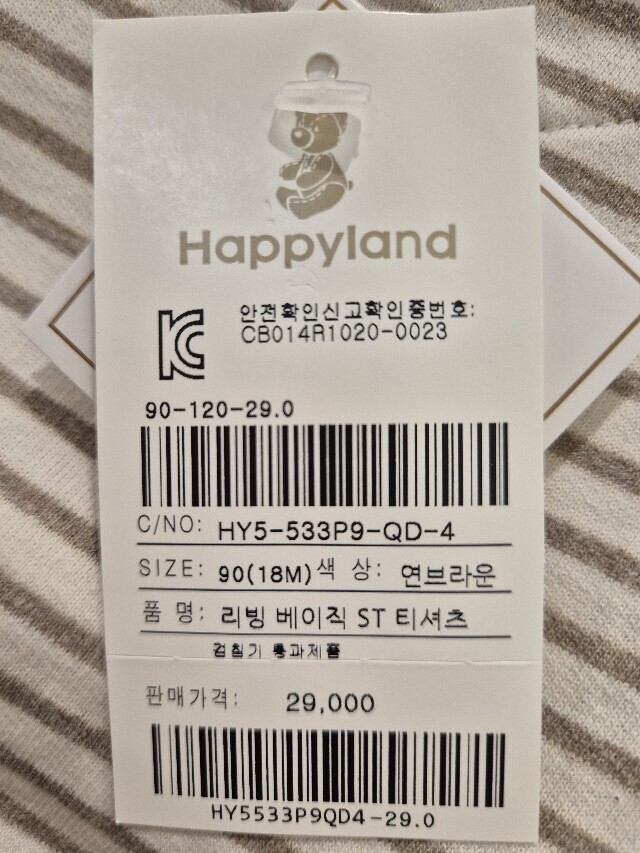 Happyland
안전확인신고확인증번호:
CB014R1020-0023
90-120-29.0
C/NO: HY5-533P9-QD-4
SIZE: 90(18M) 색 상: 연브라운
품 명: 리빙 베이직 ST 티셔츠
검침기 통과제품
판매가격: 29,000
HY5533P9QD4-29.0